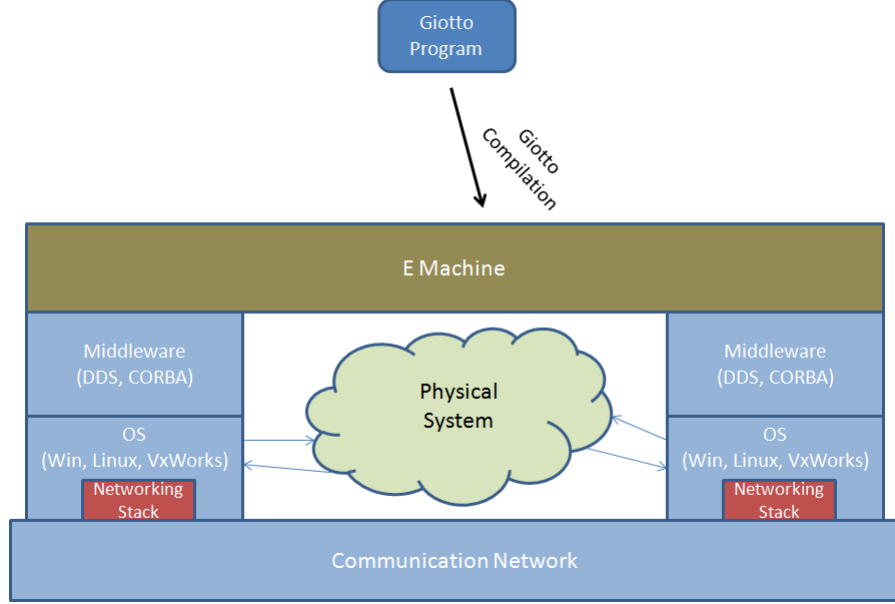 Giotto
Program
Giotto
Compilation
E Machine
Middleware
(DDS, CORBA)
Middleware
(DDS, CORBA)
Physical
System
OS
(Win, Linux, VxWorks)
OS
(Win, Linux, VxWorks)
Networking
Stack
Networking
Stack
Communication Network